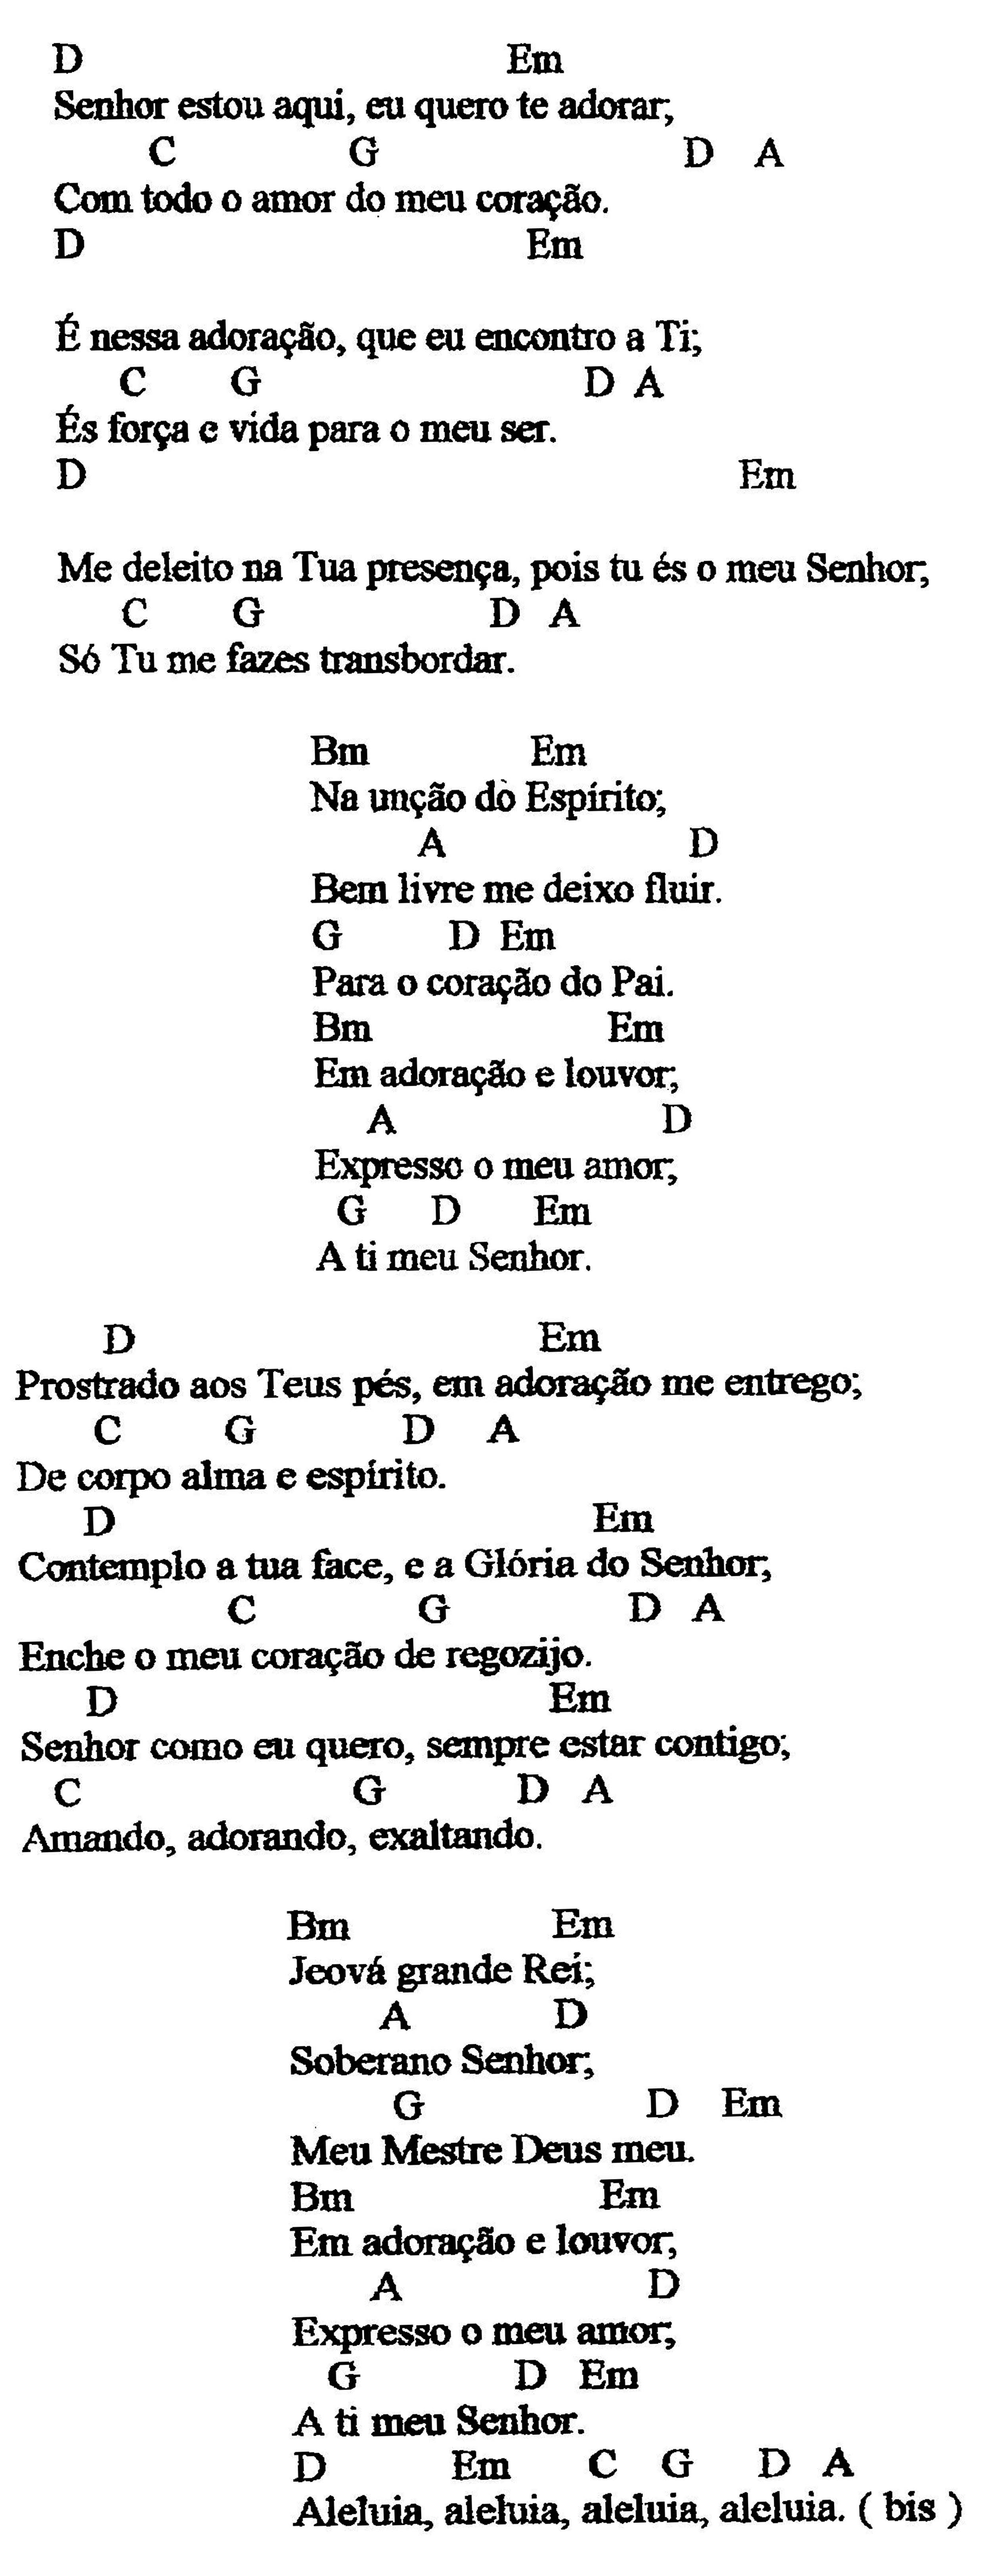 D Em
Senhor estou aqui, eu quero te adorar;
C G D A
Com todo o amor do meu coração.
D Em
É nessa adoração, que eu encontro a Ti;
C G D A
És força e vida para o meu ser.
D Em
Me deleito na Tua presença, pois tu és o meu Senhor;
C G D A
Só Tu me fazes transbordar.
Bm Em
Na unção do Espírito;
A D
Bem livre me deixo fluir.
G D Em
Para o coração do Pai.
Bm Em
Em adoração e louvor;
A D
Expresso o meu amor;
G D Em
A ti meu Senhor.
D Em
Prostrado aos Teus pés, em adoração me entrego;
C G D A
De corpo alma e espírito.
D Em
Contemplo a tua face, e a Glória do Senhor;
C G D A
Enche o meu coração de regozijo.
D Em
Senhor como eu quero, sempre estar contigo;
C G D A
Amando, adorando, exaltando.
Bm Em
Jeová grande Rei;
A D
Soberano Senhor;
G D Em
Meu Mestre Deus meu.
Bm Em
Em adoração e louvor;
A D
Expresso o meu amor;
G D Em
A ti meu Senhor.
D Em C G D A
Aleluia, aleluia, aleluia, aleluia. ( bis )